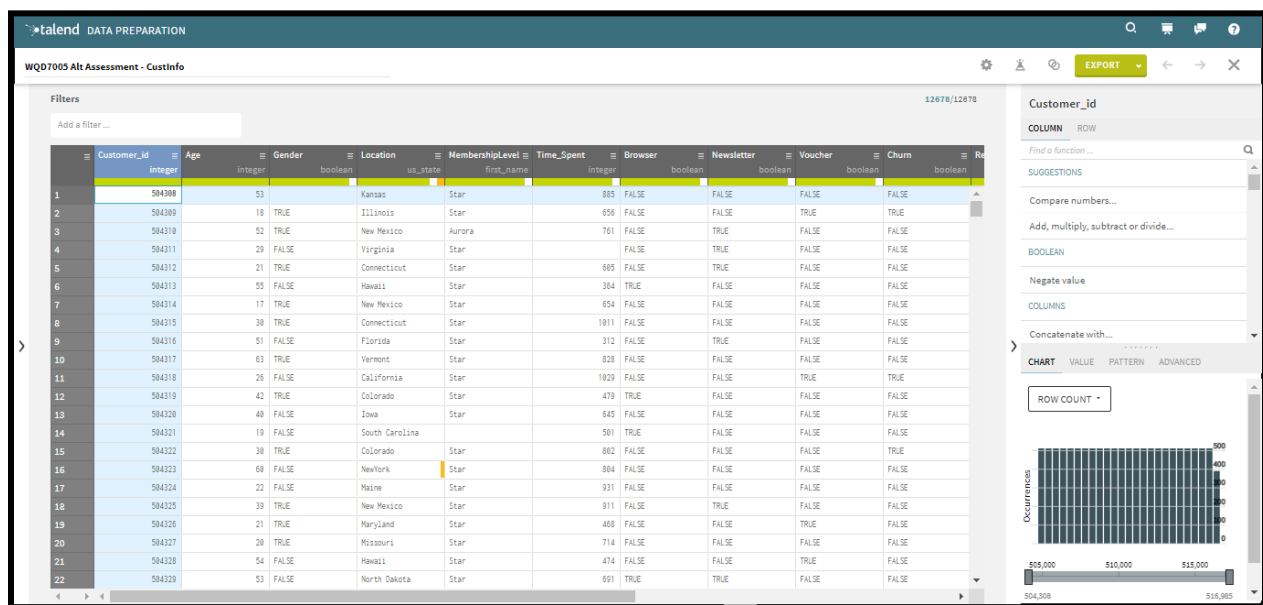 talend DATA PREPARATION
WQD7005 Alt Assessment - CustInfo
EXPORT
Filters
12678/12678
Add a filter ...
Customer_id Age Gender Location MembershipLevel Time_Spent Browser Newsletter Voucher Churn Re
integer integer boolean us_state first_name integer boolean boolean boolean boolean
1 504308 53 Kansas Star 885 FALSE FALSE FALSE FALSE
2 504309 18 TRUE Illinois Star 656 FALSE FALSE TRUE TRUE
3 504310 52 TRUE New Mexico Aurora 761 FALSE TRUE FALSE FALSE
4 504311 29 FALSE Virginia Star FALSE TRUE FALSE FALSE
5 504312 21 TRUE Connecticut Star 605 FALSE TRUE FALSE FALSE
6 504313 55 FALSE Hawaii Star 364 TRUE FALSE FALSE FALSE
7 504314 17 TRUE New Mexico Star 654 FALSE FALSE FALSE FALSE
8 504315 30 TRUE Connecticut Star 1011 FALSE FALSE FALSE FALSE
9 504316 51 FALSE Florida Star 312 FALSE TRUE FALSE FALSE
10 504317 63 TRUE Vermont Star 828 FALSE FALSE FALSE FALSE
11 504318 26 FALSE California Star 1029 FALSE FALSE TRUE TRUE
12 504319 42 TRUE Colorado Star 479 TRUE FALSE FALSE FALSE
13 504320 40 FALSE Iowa Star 645 FALSE FALSE FALSE FALSE
14 504321 19 FALSE South Carolina 501 TRUE FALSE FALSE FALSE
15 504322 30 TRUE Colorado Star 802 FALSE FALSE FALSE TRUE
16 504323 60 FALSE NewYork Star 804 FALSE FALSE FALSE FALSE
17 504324 22 FALSE Maine Star 931 FALSE FALSE FALSE FALSE
18 504325 39 TRUE New Mexico Star 911 FALSE TRUE FALSE FALSE
19 504326 21 TRUE Maryland Star 468 FALSE FALSE TRUE FALSE
20 504327 20 TRUE Missouri Star 714 FALSE FALSE FALSE FALSE
21 504328 54 FALSE Hawaii Star 474 FALSE FALSE TRUE FALSE
22 504329 53 FALSE North Dakota Star 691 TRUE TRUE FALSE FALSE
Customer_id
COLUMN ROW
Find a function ...
SUGGESTIONS
Compare numbers...
Add, multiply, subtract or divide...
BOOLEAN
Negate value
COLUMNS
Concatenate with...
CHART VALUE PATTERN ADVANCED
ROW COUNT
Occurrences
500
400
300
200
100
0
505,000 510,000 515,000
504,308 516,985